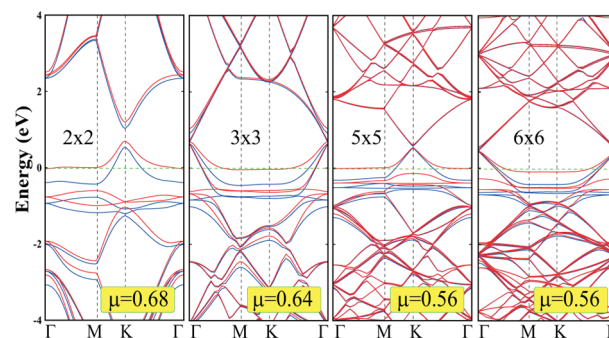 Energy (eV)
4
2
0
-2
-4
2x2
3x3
5x5
6x6
μ=0.68
μ=0.64
μ=0.56
μ=0.56
Γ M K Γ
Γ M K Γ
Γ M K Γ
Γ M K